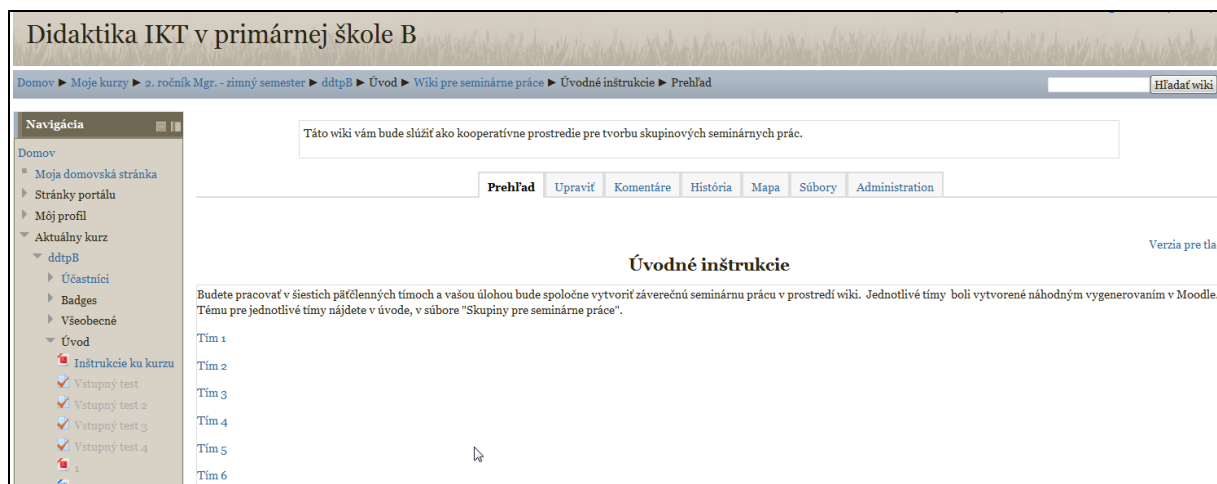 Didaktika IKT v primárnej škole B
Domov ► Moje kurzy ► 2. ročník Mgr. - zimný semester ► ddtpB ► Úvod ► Wiki pre seminárne práce ► Úvodné inštrukcie ► Prehľad
Hľadať wiki
Navigácia
Domov
Moja domovská stránka
Stránky portálu
Môj profil
Aktuálny kurz
ddtpB
Účastníci
Badges
Všeobecné
Úvod
Inštrukcie ku kurzu
Vstupný test
Vstupný test 2
Vstupný test 3
Vstupný test 4
1
Táto wiki vám bude slúžiť ako kooperatívne prostredie pre tvorbu skupinových seminárnych prác.
Prehľad Upraviť Komentáre História Mapa Súbory Administration
Verzia pre tla
Úvodné inštrukcie
Budete pracovať v šiestich päťčlenných tímoch a vašou úlohou bude spoločne vytvoriť záverečnú seminárnu prácu v prostredí wiki. Jednotlivé tímy boli vytvorené náhodným vygenerovaním v Moodle.
Tému pre jednotlivé tímy nájdete v úvode, v súbore "Skupiny pre seminárne práce".
Tím 1
Tím 2
Tím 3
Tím 4
Tím 5
Tím 6